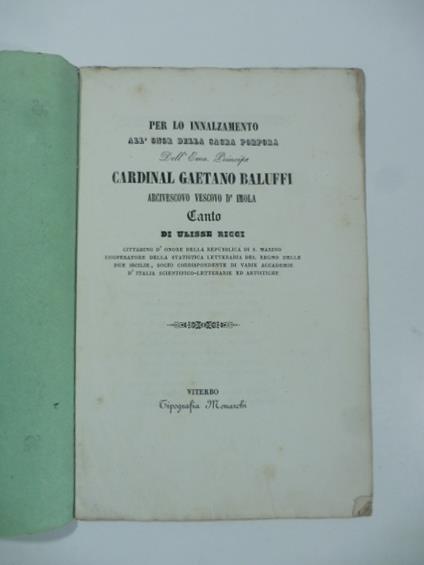 PER LO INNALZAMENTO
ALL' ONOR DELLA SACRA PORPORA
Dell' Emo. Principe
CARDINAL GAETANO BALUFFI
ARCIVESCOVO VESCOVO D' IMOLA
Canto
DI ULISSE RICCI
CITTADINO D' ONORE DELLA REPUBBLICA DI S. MARINO
COOPERATORE DELLA STATISTICA LETTERARIA DEL REGNO DELLE
DUE SICILIE, SOCIO CORRISPONDENTE DI VARIE ACCADEMIE
D' ITALIA SCIENTIFICO-LETTERARIE ED ARTISTICHE
VITERBO
Tipografia Monarchi